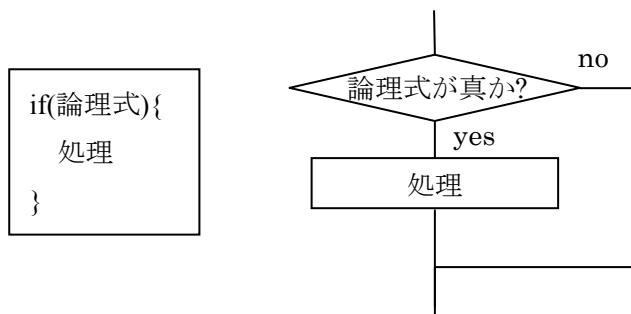 if(論理式){
処理
}
論理式が真か?
no
yes
処理